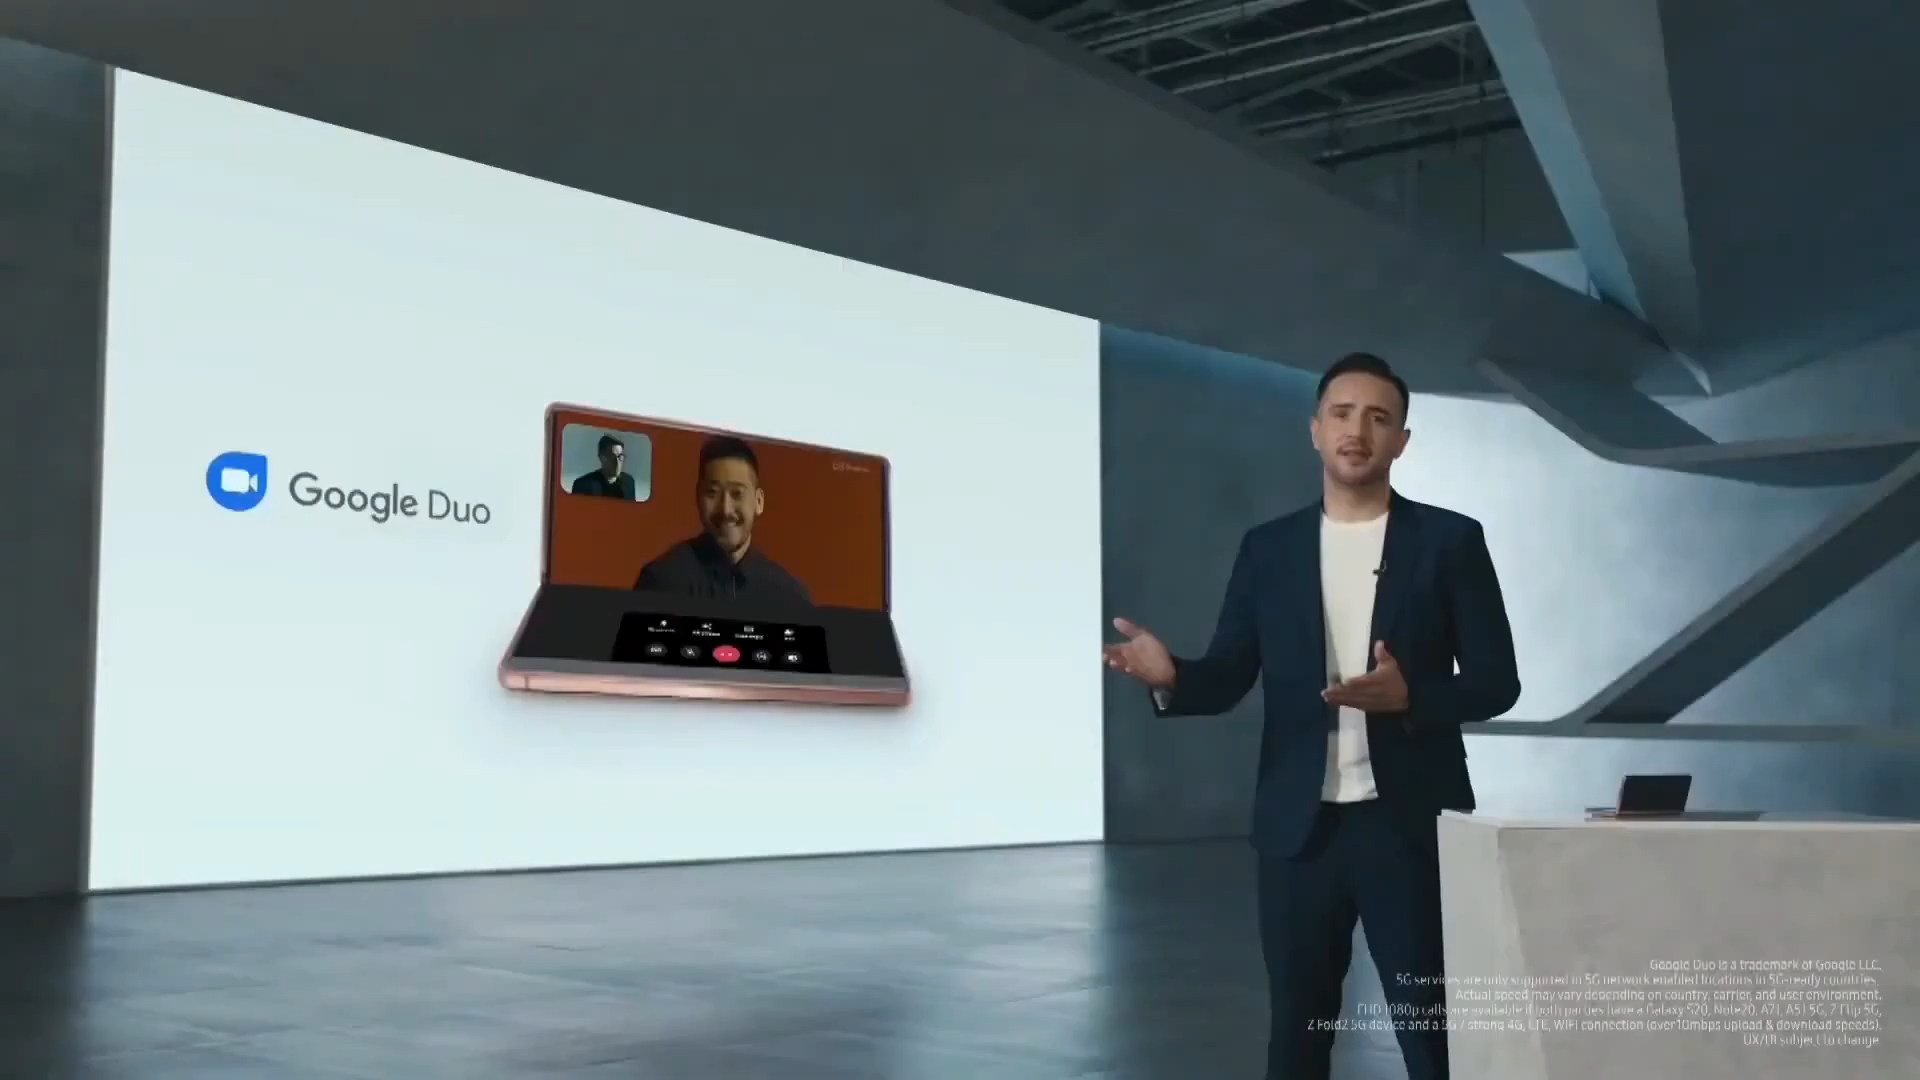 Google Duo
Google Duo is a trademark of Google LLC.
5G services are only supported in 5G network enabled locations in 5G-ready countries.
Actual speed may vary depending on country, carrier, and user environment.
FHD 1080p calls are available if both parties have a Galaxy S20, Note20, A71, A51 5G, Z Flip 5G,
Z Fold2 5G device and a 5G / strong 4G, LTE, WIFI connection (over10mbps upload & download speeds).
UX/UI subject to change.